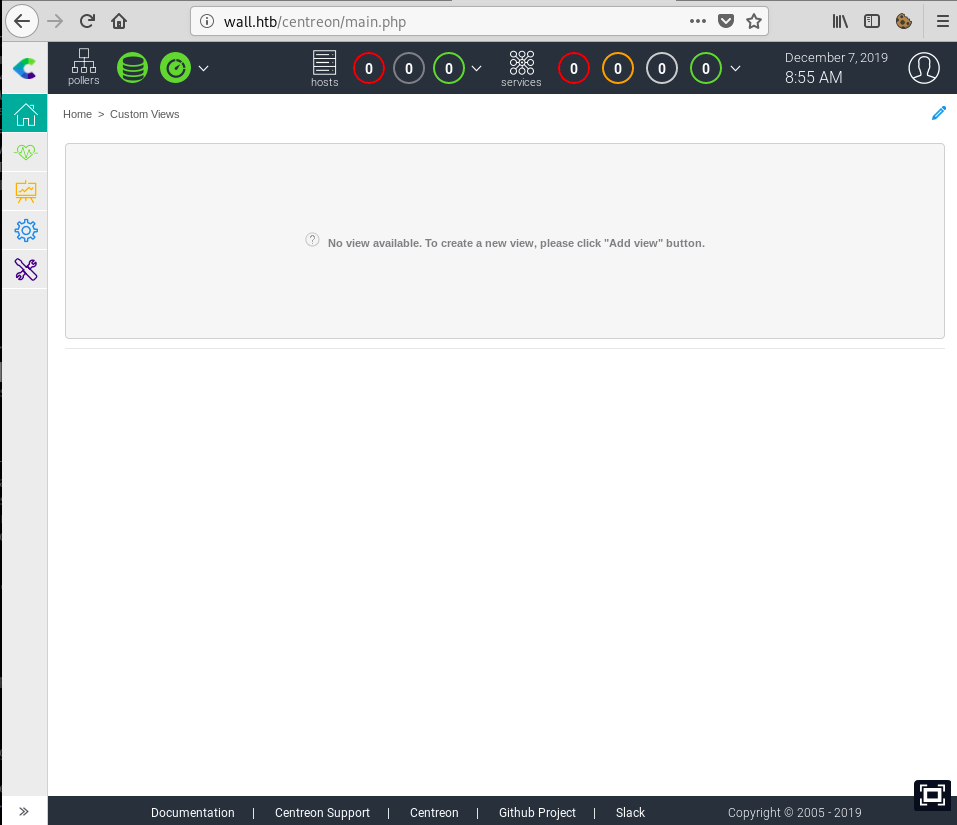 wall.htb/centreon/main.php
pollers
hosts
0 0 0
services
0 0 0 0
December 7, 2019
8:55 AM
Home > Custom Views
No view available. To create a new view, please click "Add view" button.
Documentation | Centreon Support | Centreon | Github Project | Slack Copyright © 2005 - 2019